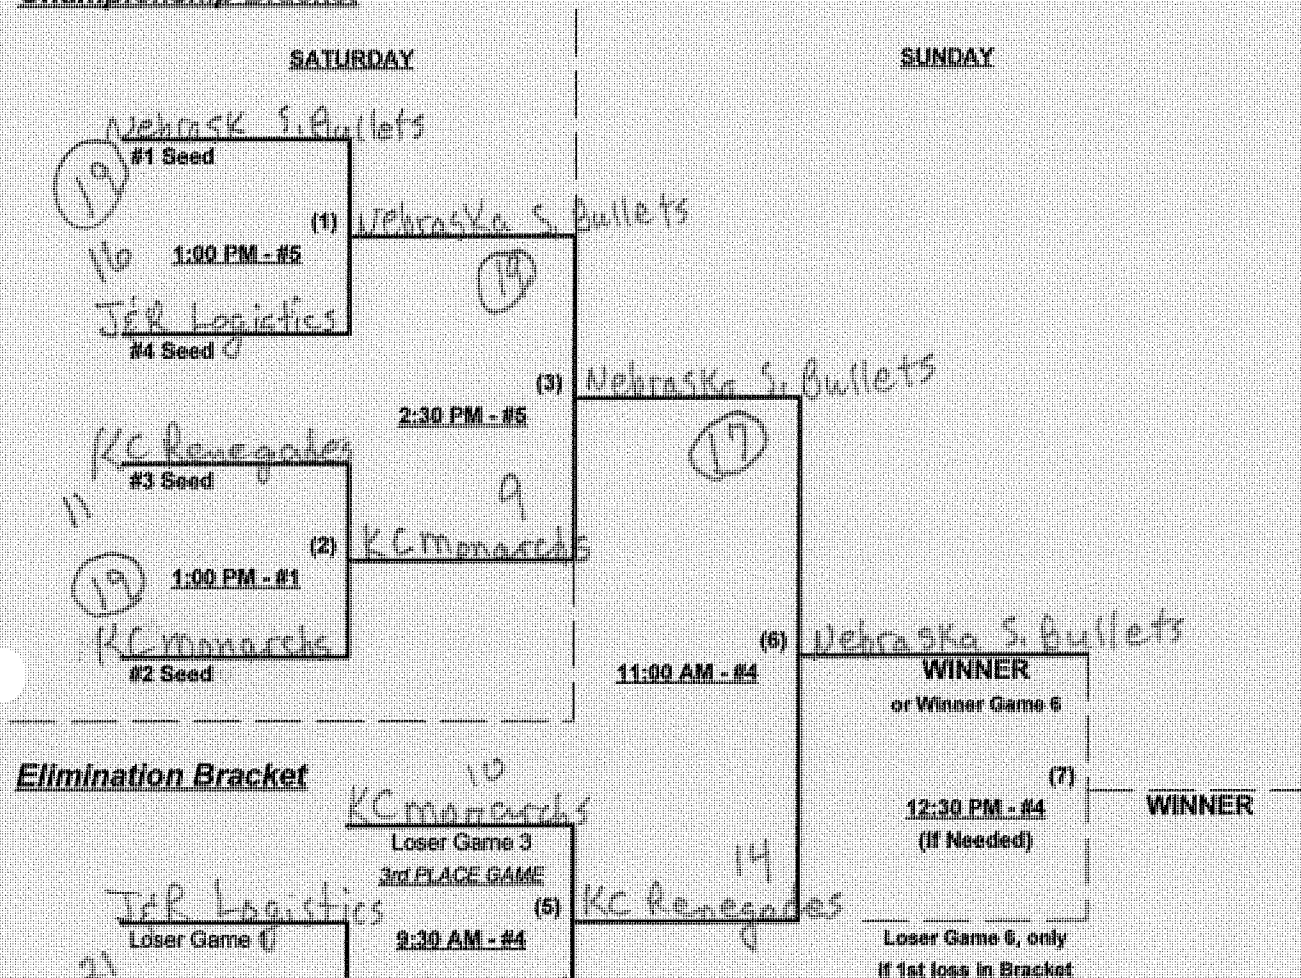 Championship Bracket
SATURDAY
SUNDAY
Nebrask S. Bullets
#1 Seed
19
(1)
Nebraska S. Bullets
16
1:00 PM - #5
19
J&R Logistics
#4 Seed
(3)
Nebraska S. Bullets
2:30 PM - #5
17
KC Renegades
#3 Seed
11
9
(2)
KC monarchs
19
1:00 PM - #1
KC monarchs
#2 Seed
(6)
Nebraska S. Bullets
11:00 AM - #4
WINNER
or Winner Game 6
Elimination Bracket
10
KC monarchs
(7)
12:30 PM - #4
WINNER
(If Needed)
Loser Game 3
3rd PLACE GAME
14
J&R Logistics
(5)
KC Renegades
Loser Game 1
9:30 AM - #4
Loser Game 6, only
if 1st loss in Bracket
21